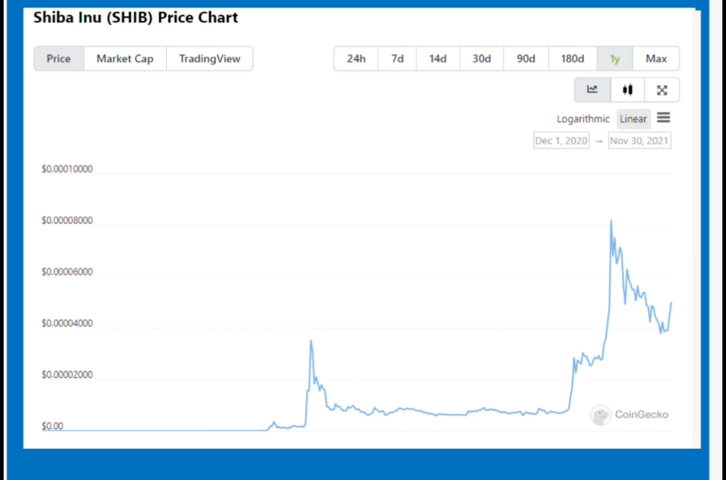 Shiba Inu (SHIB) Price Chart
Price Market Cap TradingView 24h 7d 14d 30d 90d 180d 1y Max
Logarithmic Linear
Dec 1, 2020 → Nov 30, 2021
$0.00010000
$0.00008000
$0.00006000
$0.00004000
$0.00002000
$0.00
CoinGecko